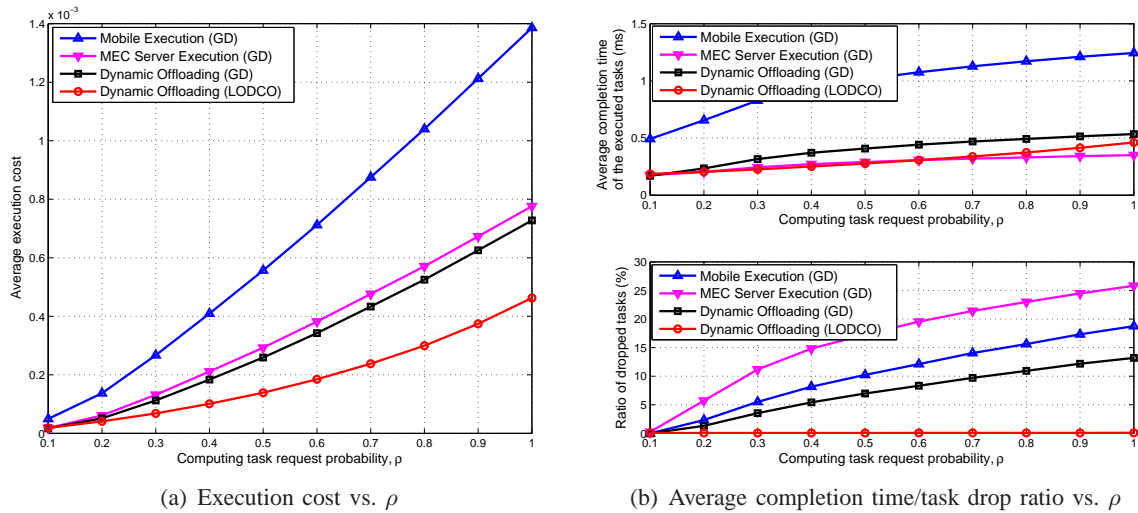 x 10⁻³
1.4
1.2
1
0.8
0.6
0.4
0.2
0
Average execution cost
Mobile Execution (GD)
MEC Server Execution (GD)
Dynamic Offloading (GD)
Dynamic Offloading (LODCO)
0.1 0.2 0.3 0.4 0.5 0.6 0.7 0.8 0.9 1
Computing task request probability, ρ
(a) Execution cost vs. ρ
1.5
1
0.5
0
Average completion time
of the executed tasks (ms)
Mobile Execution (GD)
MEC Server Execution (GD)
Dynamic Offloading (GD)
Dynamic Offloading (LODCO)
0.1 0.2 0.3 0.4 0.5 0.6 0.7 0.8 0.9 1
Computing task request probability, ρ
30
25
20
15
10
5
0
Ratio of dropped tasks (%)
Mobile Execution (GD)
MEC Server Execution (GD)
Dynamic Offloading (GD)
Dynamic Offloading (LODCO)
0.1 0.2 0.3 0.4 0.5 0.6 0.7 0.8 0.9 1
Computing task request probability, ρ
(b) Average completion time/task drop ratio vs. ρ